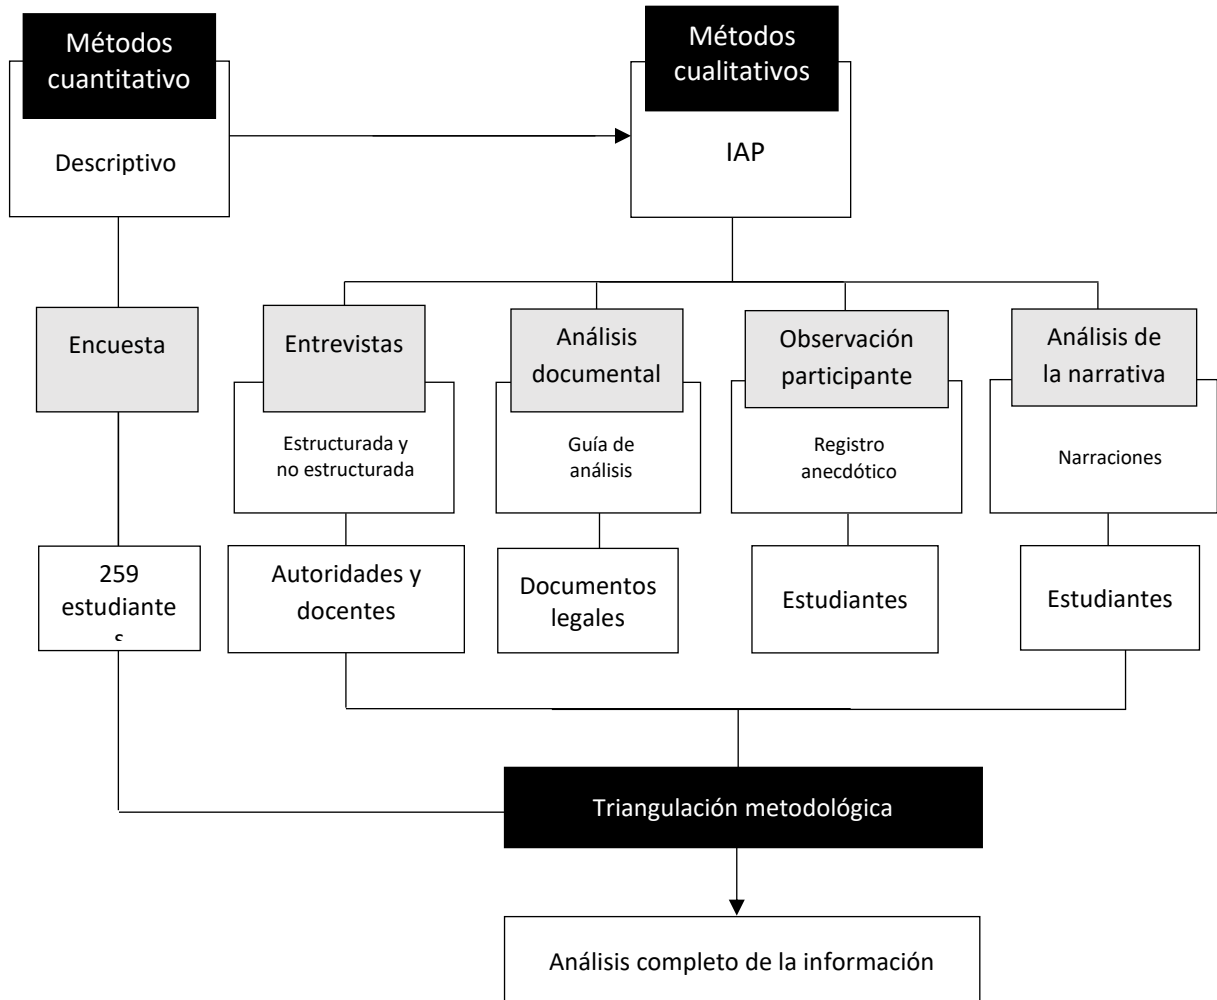 Métodos
cuantitativo
Descriptivo
Métodos
cualitativos
IAP
Encuesta
Entrevistas
Análisis
documental
Observación
participante
Análisis de
la narrativa
Estructurada y
no estructurada
Guía de
análisis
Registro
anecdótico
Narraciones
259
estudiante
s
Autoridades y
docentes
Documentos
legales
Estudiantes
Estudiantes
Triangulación metodológica
Análisis completo de la información